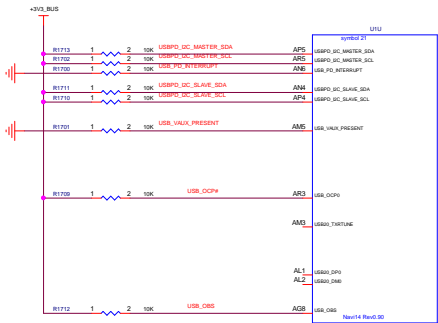 +3V3_BUS
U1U
symbol 21
R1713 1 2 10K USBPD_I2C_MASTER_SDA AP5 USBPD_I2C_MASTER_SDA
R1702 1 2 10K USBPD_I2C_MASTER_SCL AR5 USBPD_I2C_MASTER_SCL
R1700 1 2 10K USB_PD_INTERRUPT AN6 USB_PD_INTERRUPT
R1711 1 2 10K USBPD_I2C_SLAVE_SDA AN4 USBPD_I2C_SLAVE_SDA
R1710 1 2 10K USBPD_I2C_SLAVE_SCL AP4 USBPD_I2C_SLAVE_SCL
R1701 1 2 10K USB_VAUX_PRESENT AM5 USB_VAUX_PRESENT
R1709 1 2 10K USB_OCP# AR3 USB_OCP0
AM3 USB20_TXRTUNE
AL1 USB20_DP0
AL2 USB20_DM0
R1712 1 2 10K USB_OBS AG8 USB_OBS
Navi14 Rev0.90